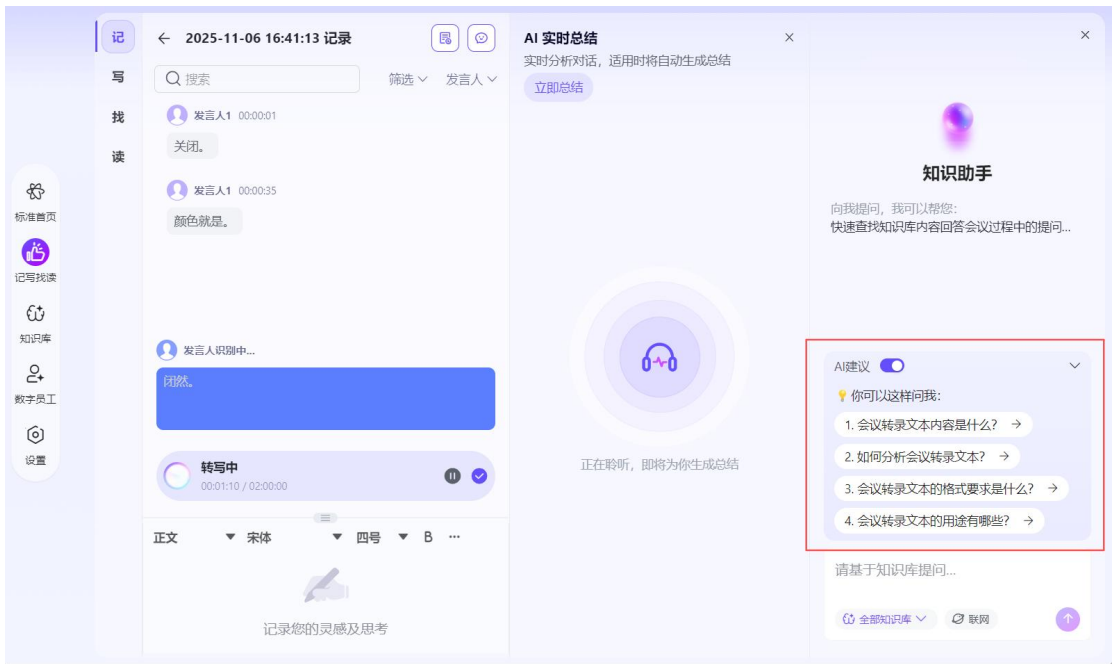 标准首页
记写找读
知识库
数字员工
设置
记
写
找
读
2025-11-06 16:41:13 记录
搜索
筛选
发言人
发言人1 00:00:01
关闭。
发言人1 00:00:35
颜色就是。
发言人识别中...
闭然。
转写中
00:01:10 / 02:00:00
正文 宋体 四号 B ...
记录您的灵感及思考
AI 实时总结
实时分析对话，适用时将自动生成总结
立即总结
正在聆听，即将为你生成总结
知识助手
向我提问，我可以帮您：
快速查找知识库内容回答会议过程中的提问...
AI建议
你可以这样问我：
1. 会议转录文本内容是什么？
2. 如何分析会议转录文本？
3. 会议转录文本的格式要求是什么？
4. 会议转录文本的用途有哪些？
请基于知识库提问...
全部知识库 联网